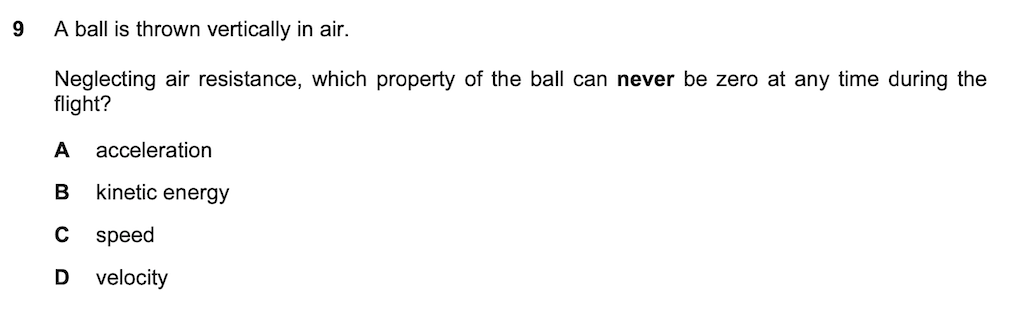 9 A ball is thrown vertically in air.
Neglecting air resistance, which property of the ball can never be zero at any time during the
flight?
A acceleration
B kinetic energy
C speed
D velocity